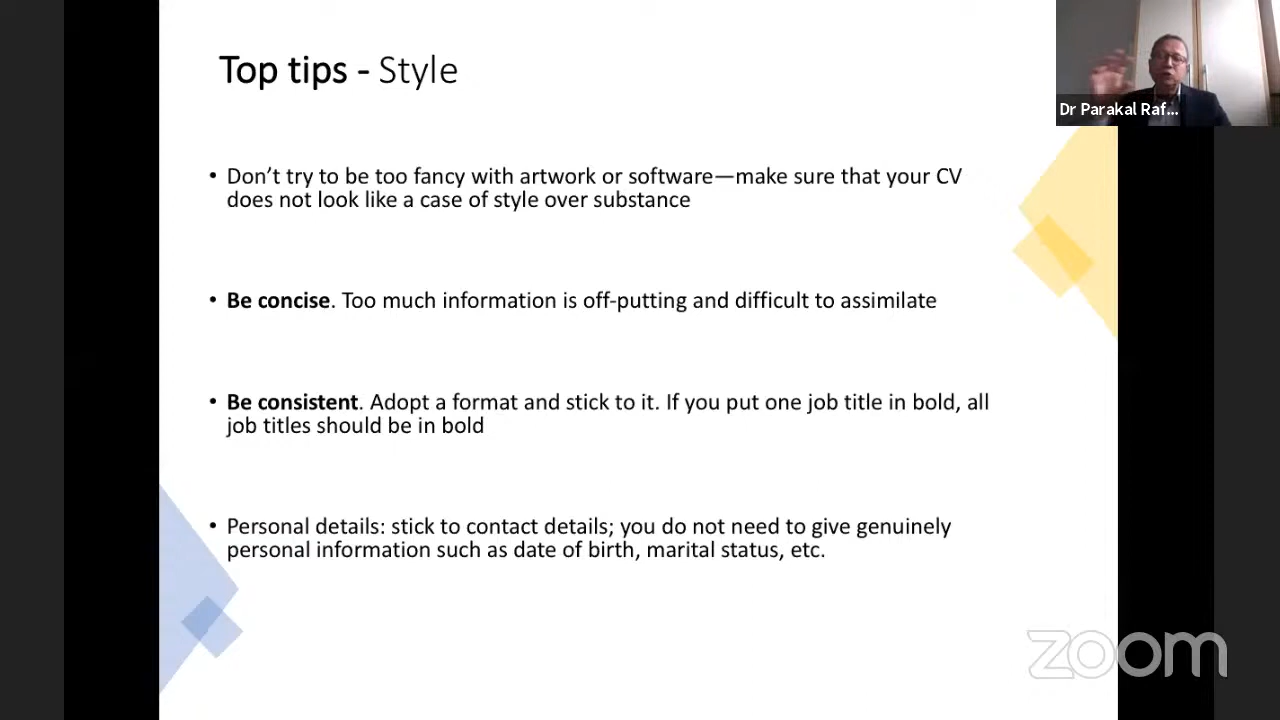 Top tips - Style
Dr Parakal Raf...
• Don’t try to be too fancy with artwork or software—make sure that your CV
does not look like a case of style over substance
• Be concise. Too much information is off-putting and difficult to assimilate
• Be consistent. Adopt a format and stick to it. If you put one job title in bold, all
job titles should be in bold
• Personal details: stick to contact details; you do not need to give genuinely
personal information such as date of birth, marital status, etc.
zoom